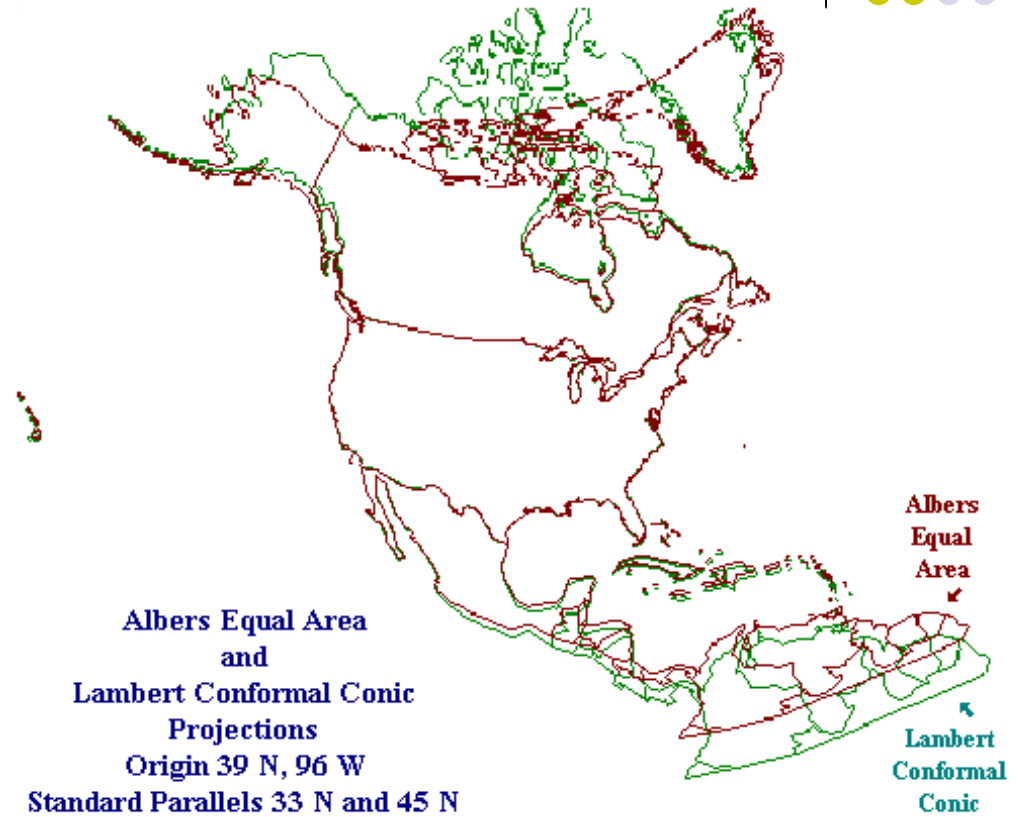 Albers
Equal
Area
Albers Equal Area
and
Lambert Conformal Conic
Projections
Origin 39 N, 96 W
Standard Parallels 33 N and 45 N
Lambert
Conformal
Conic